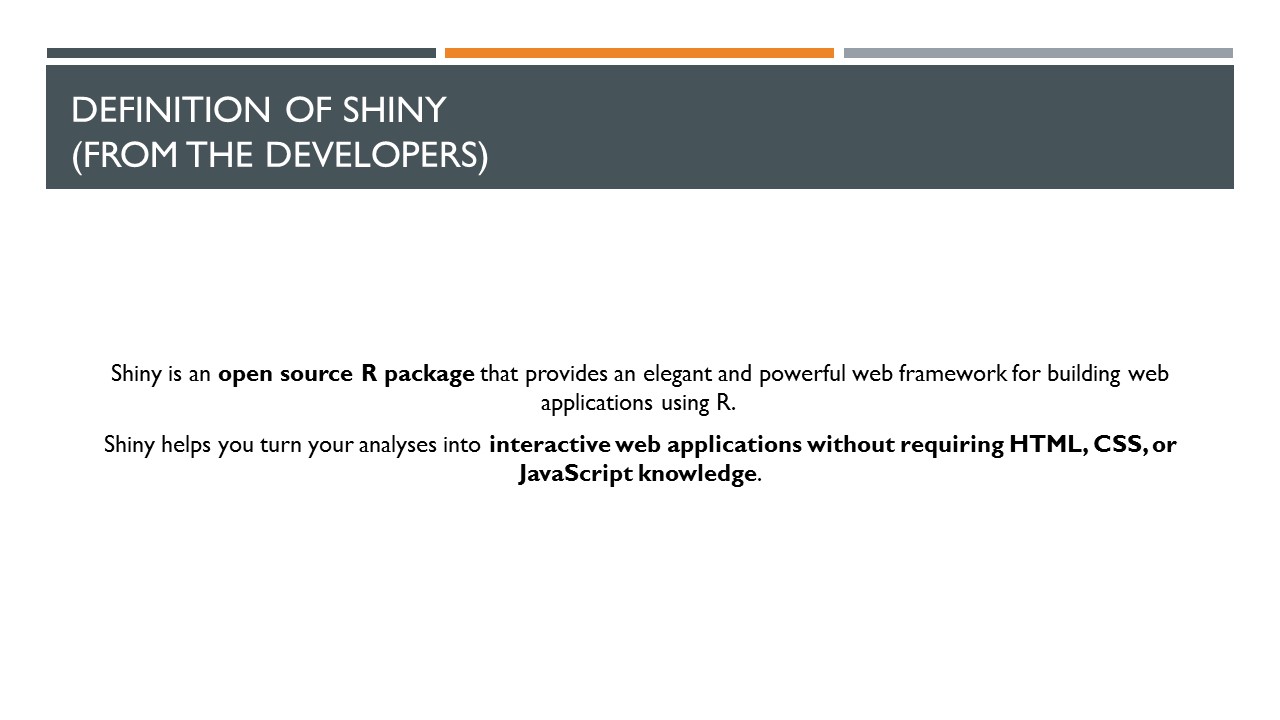 DEFINITION OF SHINY
(FROM THE DEVELOPERS)
Shiny is an open source R package that provides an elegant and powerful web framework for building web
applications using R.
Shiny helps you turn your analyses into interactive web applications without requiring HTML, CSS, or
JavaScript knowledge.